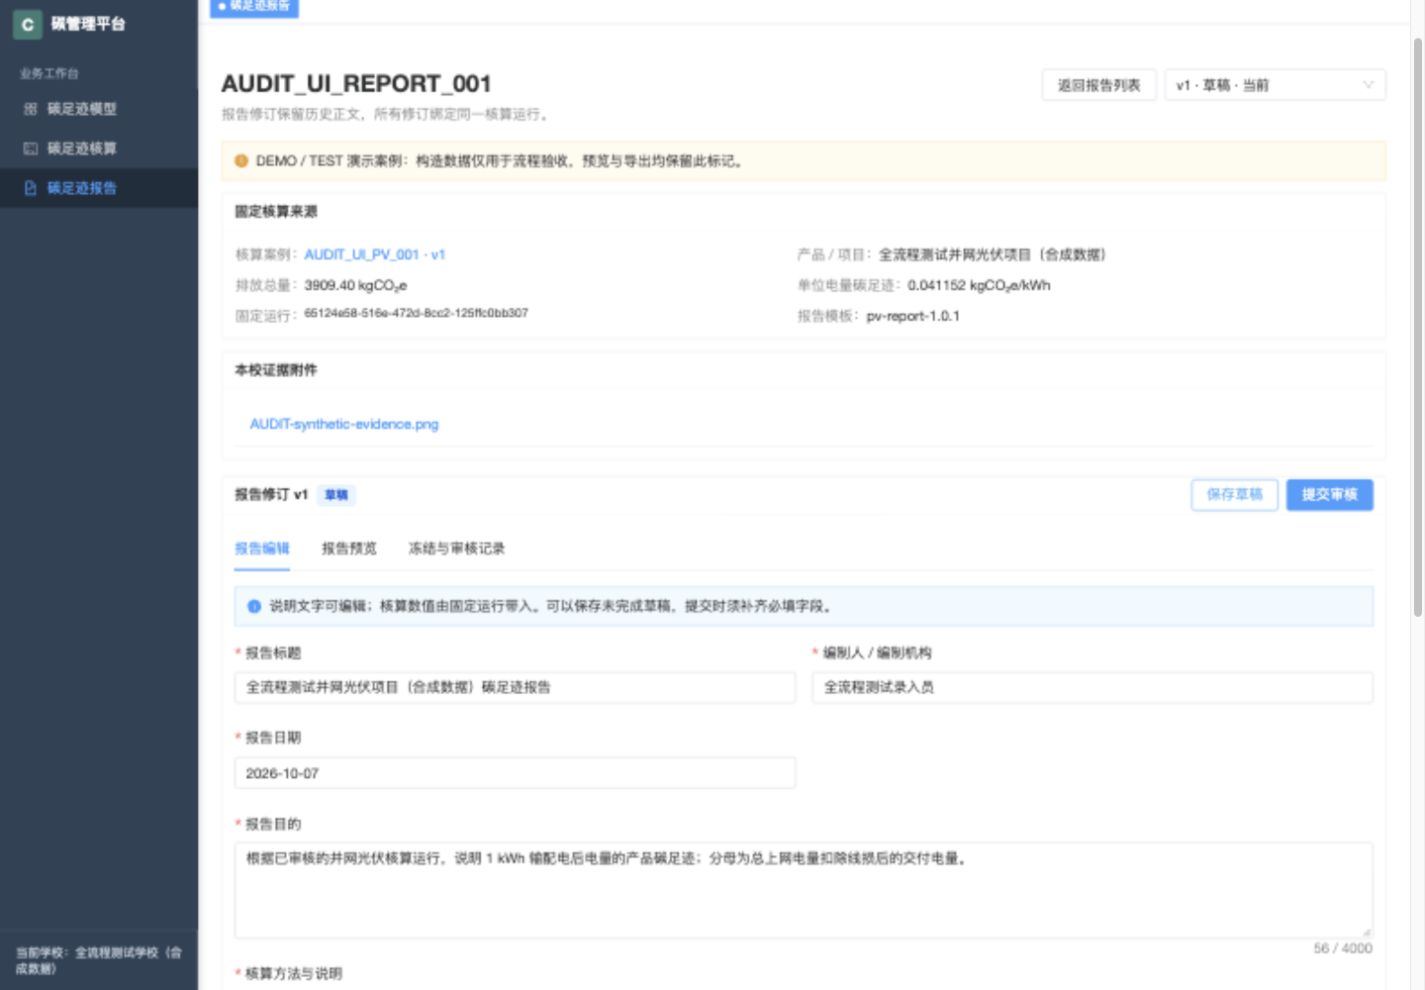 C 碳管理平台
业务工作台
碳足迹模型
碳足迹核算
碳足迹报告
当前学校：全流程测试学校（合
成数据）
碳足迹报告
AUDIT_UI_REPORT_001
返回报告列表
v1 · 草稿 · 当前
报告修订保留历史正文，所有修订绑定同一核算运行。
DEMO / TEST 演示案例：构造数据仅用于流程验收，预览与导出均保留此标记。
固定核算来源
核算案例：AUDIT_UI_PV_001 · v1
产品 / 项目：全流程测试并网光伏项目（合成数据）
排放总量：3909.40 kgCO₂e
单位电量碳足迹：0.041152 kgCO₂e/kWh
固定运行：65124e58-516e-472d-8cc2-125ffc0bb307
报告模板：pv-report-1.0.1
本校证据附件
AUDIT-synthetic-evidence.png
报告修订 v1 草稿
保存草稿
提交审核
报告编辑
报告预览
冻结与审核记录
说明文字可编辑；核算数值由固定运行带入。可以保存未完成草稿，提交时须补齐必填字段。
* 报告标题
* 编制人 / 编制机构
全流程测试并网光伏项目（合成数据）碳足迹报告
全流程测试录入员
* 报告日期
2026-10-07
* 报告目的
根据已审核的并网光伏核算运行，说明 1 kWh 输配电后电量的产品碳足迹；分母为总上网电量扣除线损后的交付电量。
56 / 4000
* 核算方法与说明